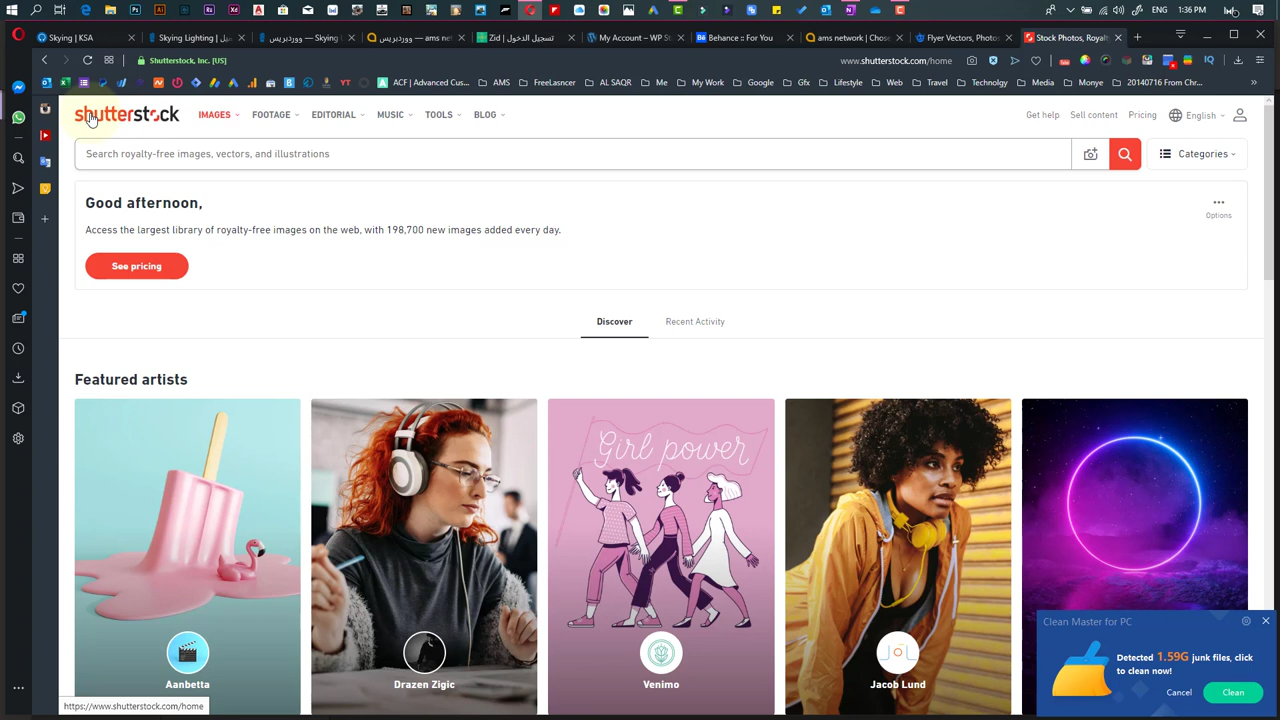 1:36 PM
Skying | KSA
Skying Lighting | سبيل
ووردبريس — Skying
ووردبريس — ams net
Zid | تسجيل الدخول
My Account – WP St
Behance :: For You
ams network | Chose
Flyer Vectors, Photos
Stock Photos, Royalt
Shutterstock, Inc. [US]
www.shutterstock.com/home
ACF | Advanced Cus...
AMS
FreeLasncer
AL SAQR
Me
My Work
Google
Gfx
Lifestyle
Web
Travel
Technolgy
Media
Monye
20140716 From Chr...
shutterstock
IMAGES
FOOTAGE
EDITORIAL
MUSIC
TOOLS
BLOG
Get help
Sell content
Pricing
English
Search royalty-free images, vectors, and illustrations
Categories
Good afternoon,
Access the largest library of royalty-free images on the web, with 198,700 new images added every day.
Options
See pricing
Discover
Recent Activity
Featured artists
Girl power
Aanbetta
Drazen Zigic
Venimo
Jacob Lund
Clean Master for PC
Detected 1.59G junk files, click
to clean now!
Cancel
Clean
https://www.shutterstock.com/home